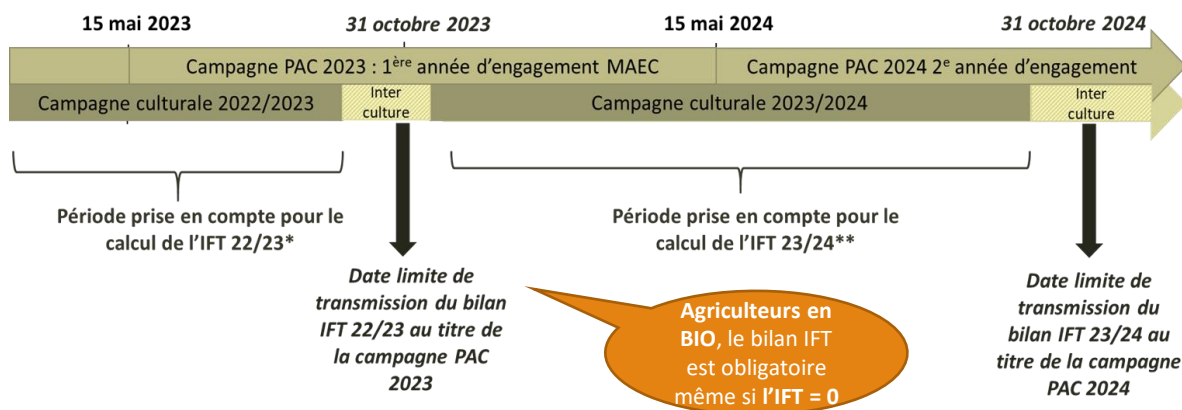 15 mai 2023
31 octobre 2023
15 mai 2024
31 octobre 2024
Campagne PAC 2023 : 1ère année d’engagement MAEC
Campagne PAC 2024 2e année d’engagement
Campagne culturale 2022/2023
Inter
culture
Campagne culturale 2023/2024
Inter
culture
Période prise en compte pour le
calcul de l’IFT 22/23*
Période prise en compte pour le
calcul de l’IFT 23/24**
Date limite de
transmission du bilan
IFT 22/23 au titre de
la campagne PAC
2023
Agriculteurs en
BIO, le bilan IFT
est obligatoire
même si l’IFT = 0
Date limite de
transmission du
bilan IFT 23/24 au
titre de la campagne
PAC 2024